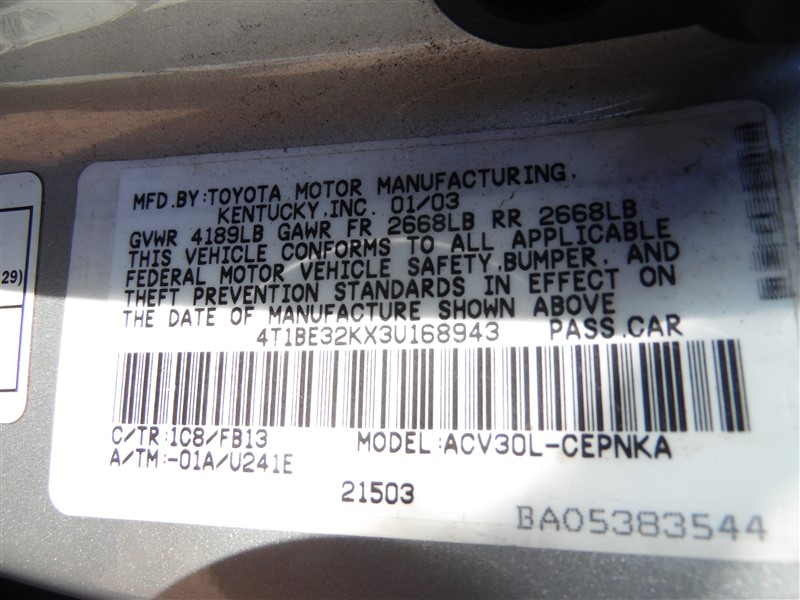 MFD.BY:TOYOTA MOTOR MANUFACTURING,
KENTUCKY,INC. 01/03
GVWR 4189LB GAWR FR 2668LB RR 2668LB
THIS VEHICLE CONFORMS TO ALL APPLICABLE
FEDERAL MOTOR VEHICLE SAFETY,BUMPER, AND
THEFT PREVENTION STANDARDS IN EFFECT ON
THE DATE OF MANUFACTURE SHOWN ABOVE
4T1BE32KX3U168943 PASS.CAR
C/TR:1C8/FB13 MODEL:ACV30L-CEPNKA
A/TM:-01A/U241E
21503
BA05383544
29)